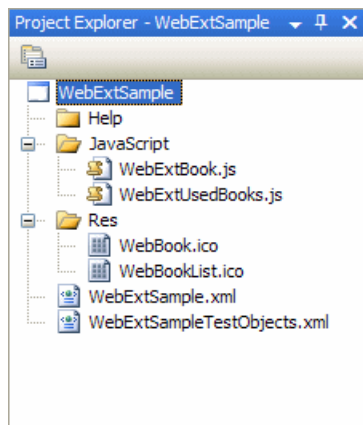 Project Explorer - WebExtSample
WebExtSample
Help
JavaScript
WebExtBook.js
WebExtUsedBooks.js
Res
WebBook.ico
WebBookList.ico
WebExtSample.xml
WebExtSampleTestObjects.xml